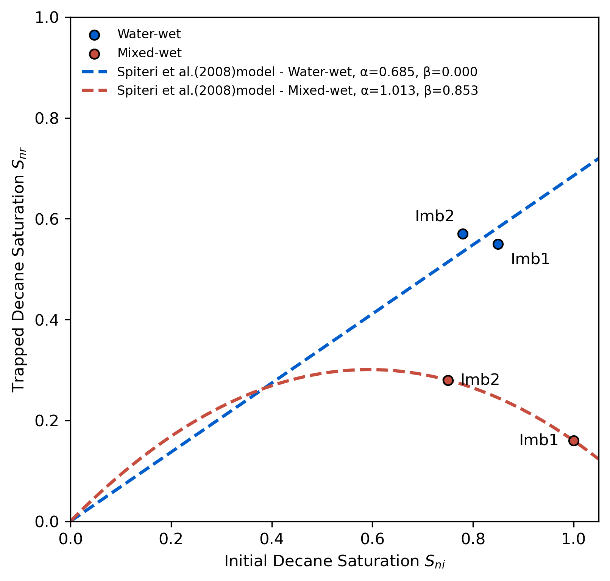 1.0
0.8
0.6
0.4
0.2
0.0
Trapped Decane Saturation Snr
Water-wet
Mixed-wet
Spiteri et al.(2008)model - Water-wet, α=0.685, β=0.000
Spiteri et al.(2008)model - Mixed-wet, α=1.013, β=0.853
Imb2
Imb1
Imb2
Imb1
0.0 0.2 0.4 0.6 0.8 1.0
Initial Decane Saturation Sni